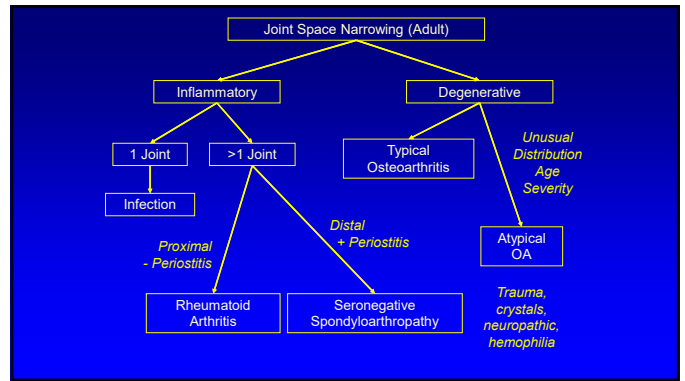 Joint Space Narrowing (Adult)
Inflammatory
Degenerative
1 Joint
>1 Joint
Typical
Osteoarthritis
Unusual
Distribution
Age
Severity
Infection
Proximal
- Periostitis
Distal
+ Periostitis
Atypical
OA
Rheumatoid
Arthritis
Seronegative
Spondyloarthropathy
Trauma,
crystals,
neuropathic,
hemophilia